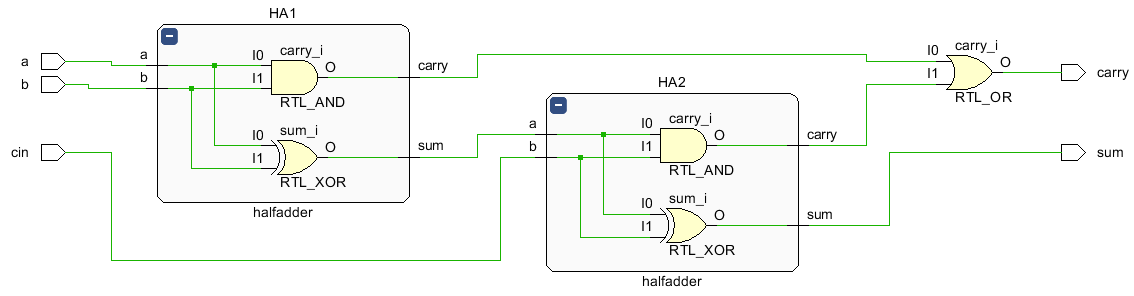 HA1
a
b
cin
a
b
I0
I1
carry_i
O
RTL_AND
I0
I1
sum_i
O
RTL_XOR
carry
sum
halfadder
HA2
a
b
I0
I1
carry_i
O
RTL_AND
I0
I1
sum_i
O
RTL_XOR
carry
sum
halfadder
I0
I1
carry_i
O
RTL_OR
carry
sum